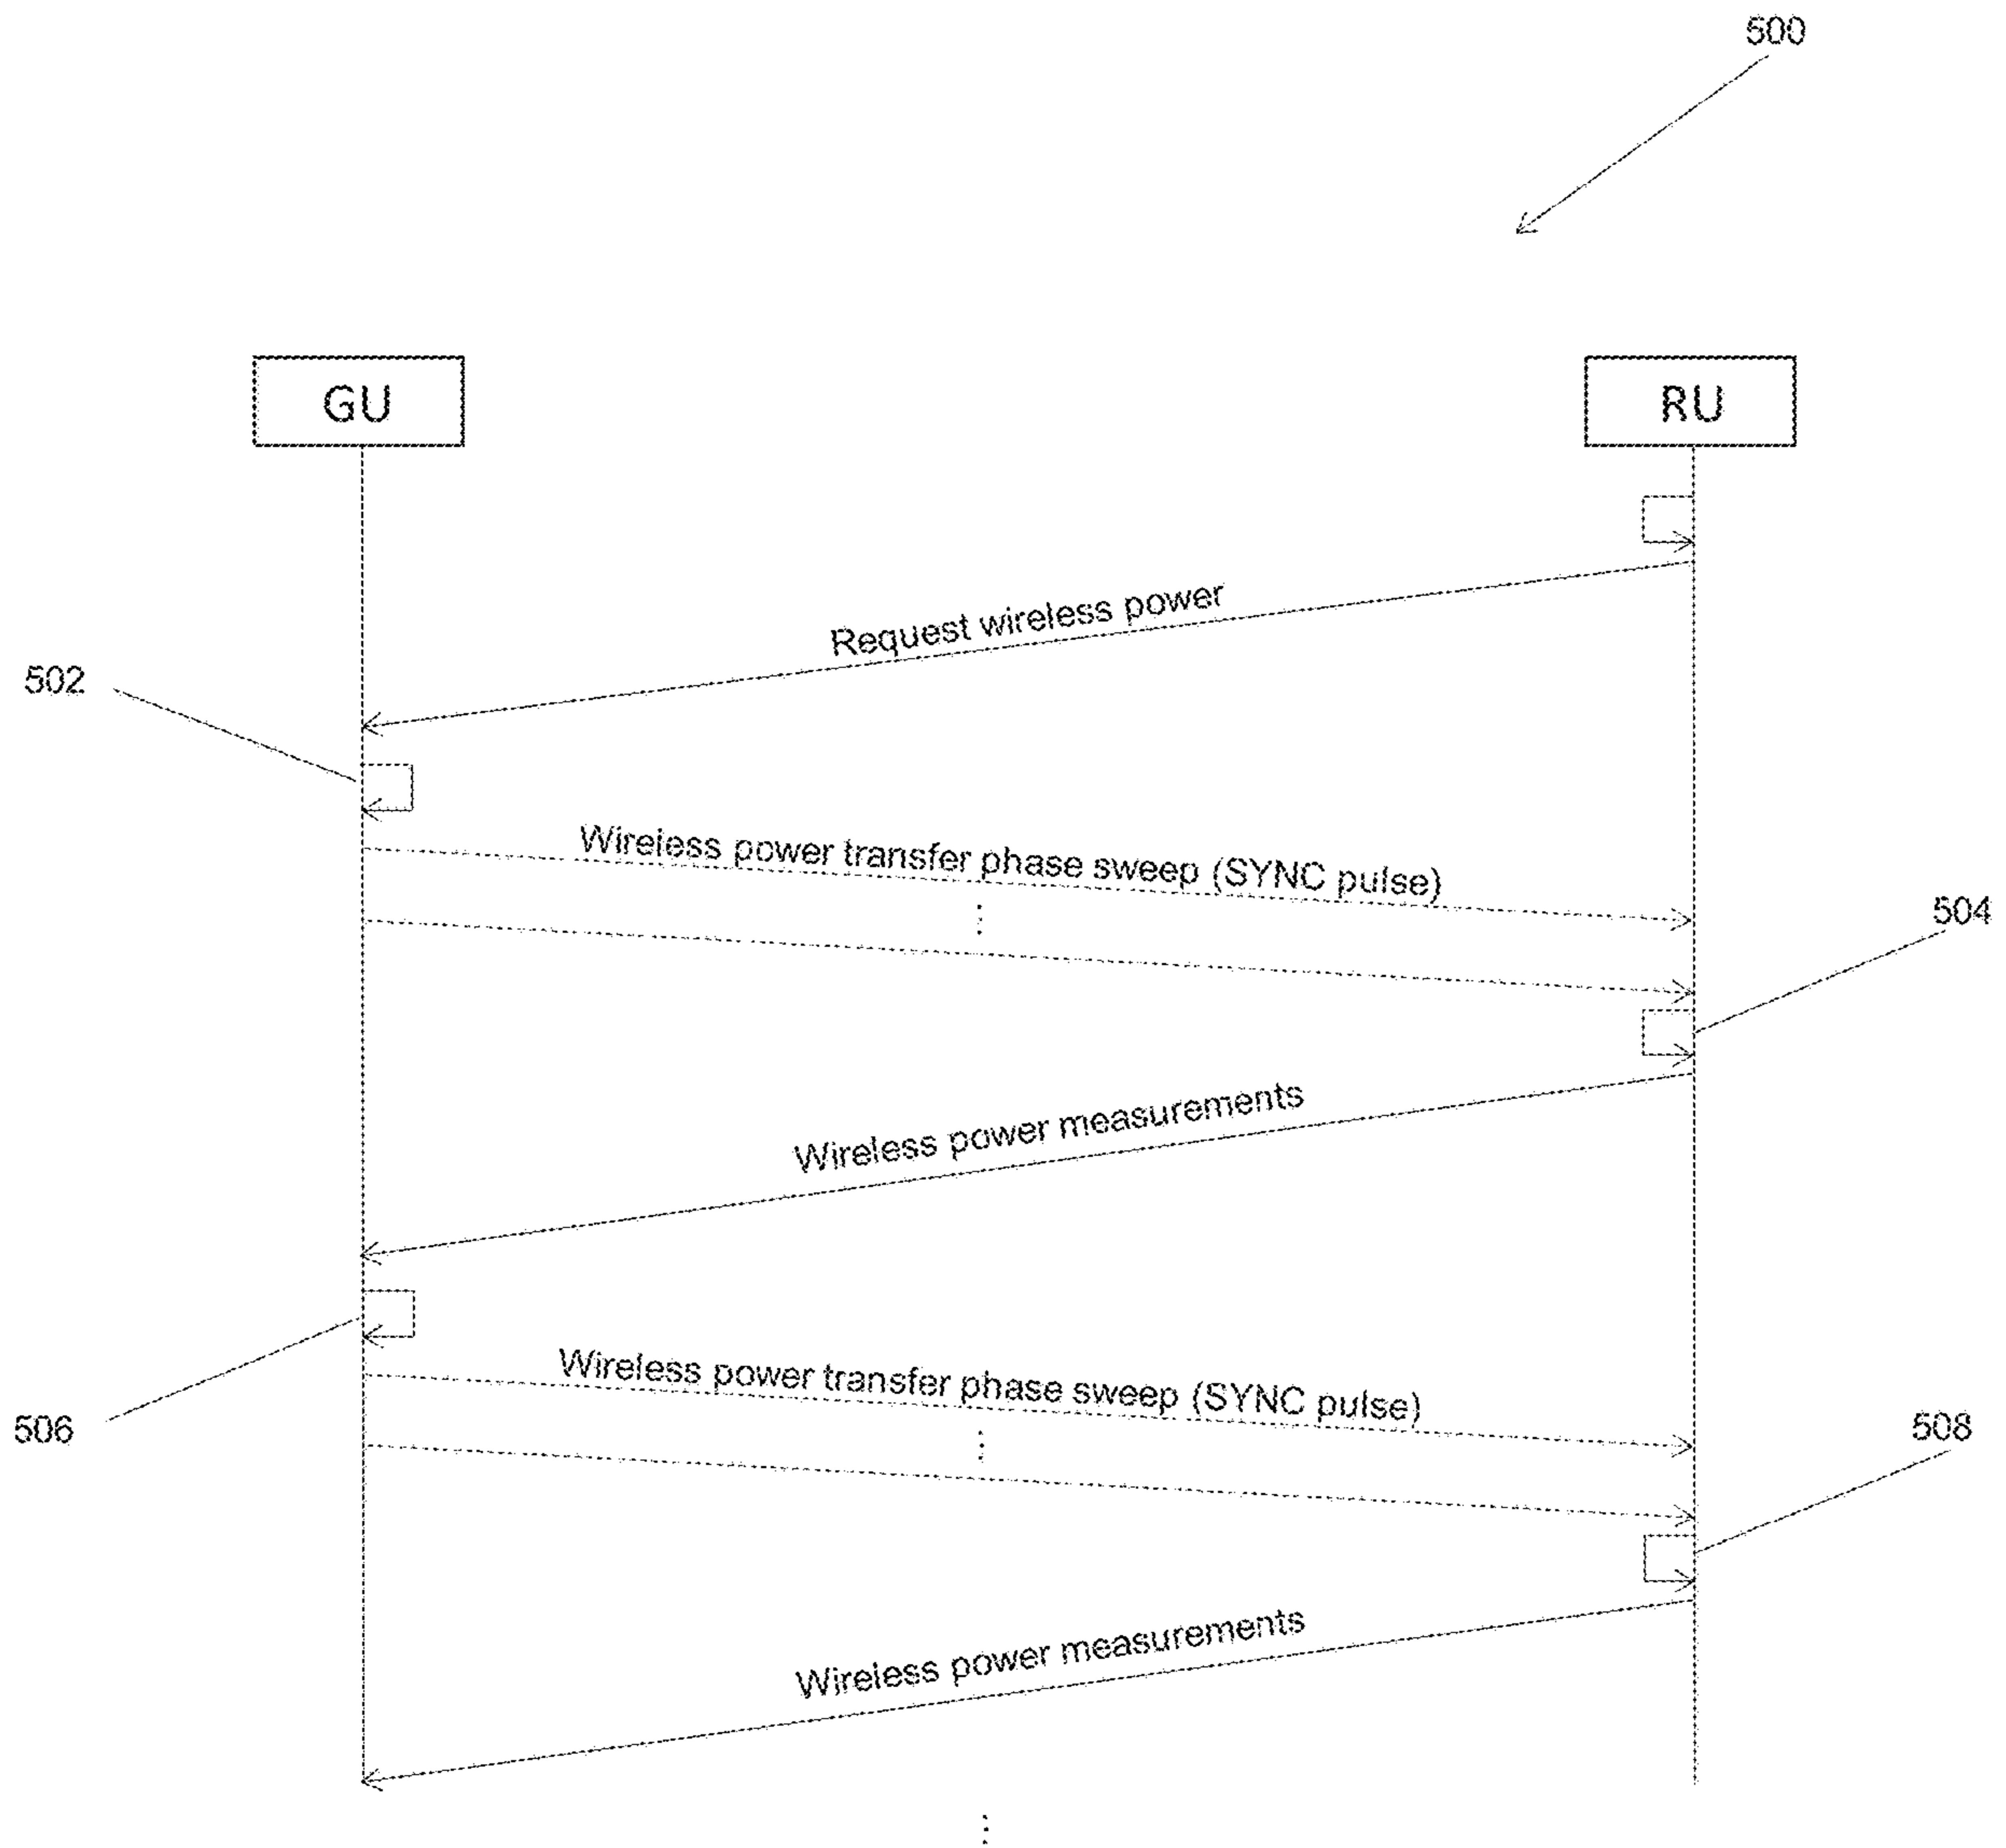 500
GU
RU
Request wireless power
502
Wireless power transfer phase sweep (SYNC pulse)
504
Wireless power measurements
506
Wireless power transfer phase sweep (SYNC pulse)
508
Wireless power measurements